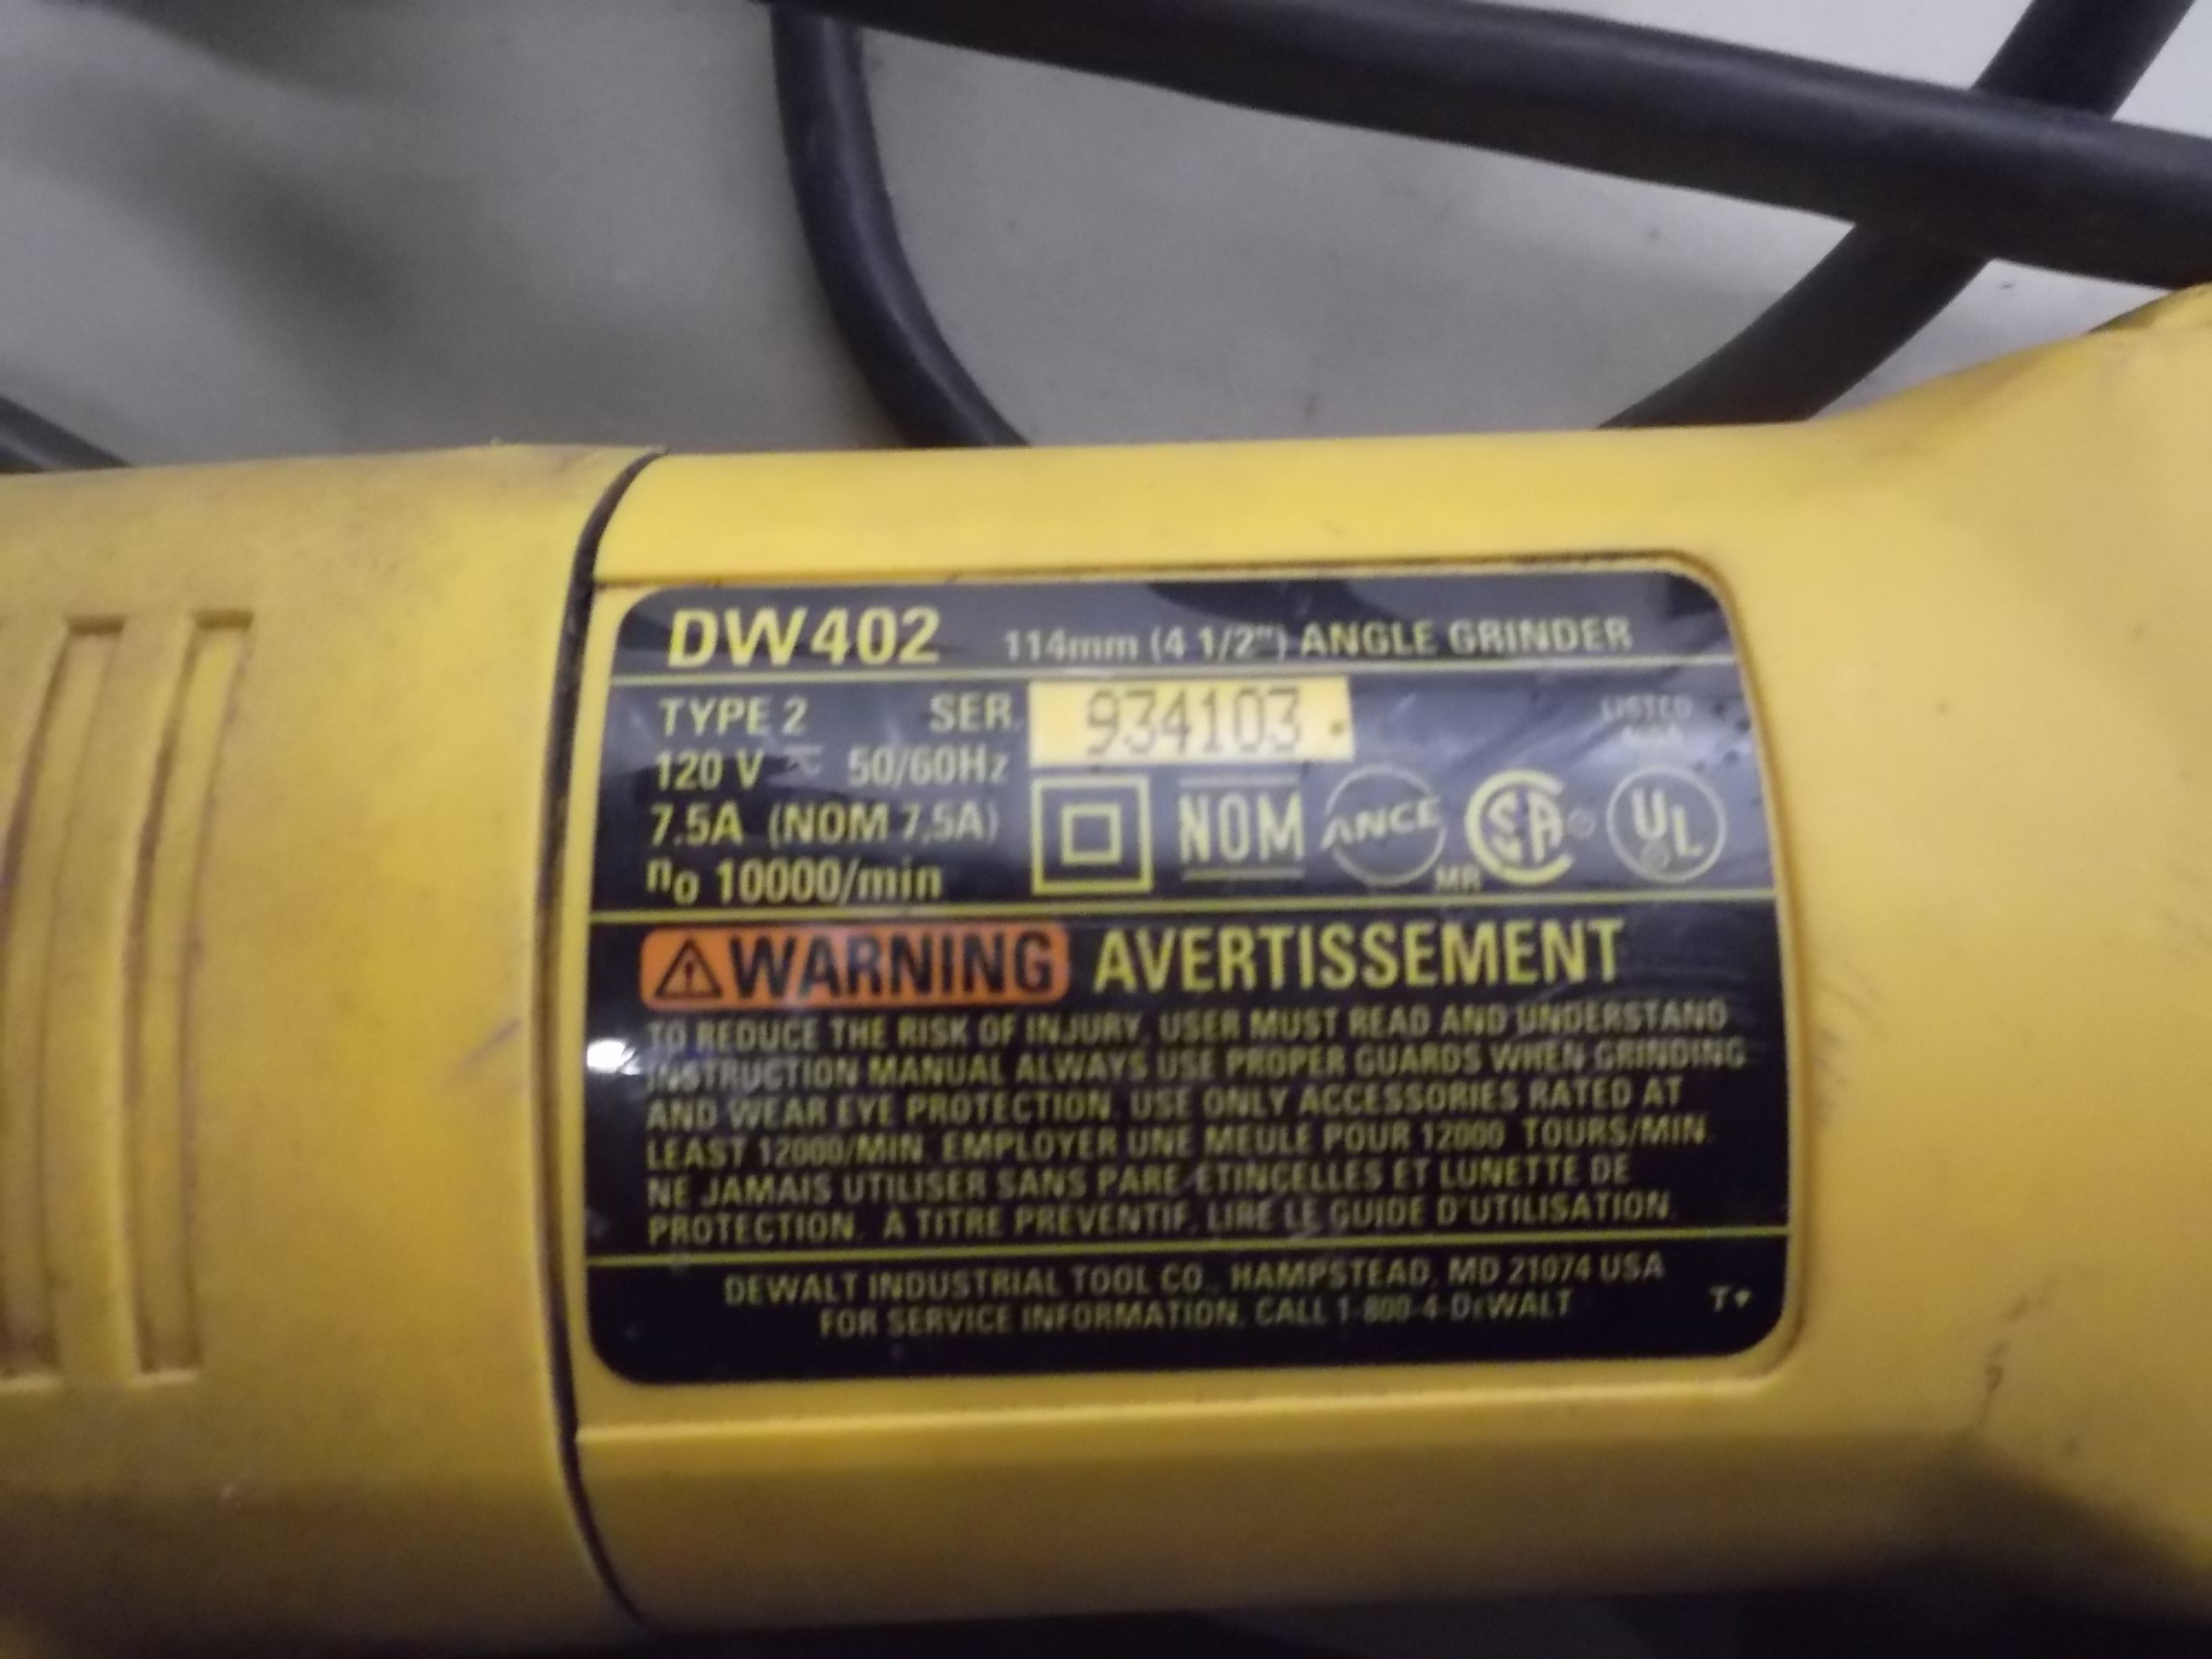 DW402 114mm (4 1/2") ANGLE GRINDER
TYPE 2 SER. 934103
120 V 50/60Hz
7.5A (NOM 7,5A)
no 10000/min
NOM ANCE MR SA UL
LISTED
WARNING AVERTISSEMENT
TO REDUCE THE RISK OF INJURY, USER MUST READ AND UNDERSTAND
INSTRUCTION MANUAL ALWAYS USE PROPER GUARDS WHEN GRINDING
AND WEAR EYE PROTECTION. USE ONLY ACCESSORIES RATED AT
LEAST 12000/MIN. EMPLOYER UNE MEULE POUR 12000 TOURS/MIN.
NE JAMAIS UTILISER SANS PARE ÉTINCELLES ET LUNETTE DE
PROTECTION. À TITRE PRÉVENTIF, LIRE LE GUIDE D'UTILISATION.
DEWALT INDUSTRIAL TOOL CO., HAMPSTEAD, MD 21074 USA
FOR SERVICE INFORMATION, CALL 1-800-4-DEWALT